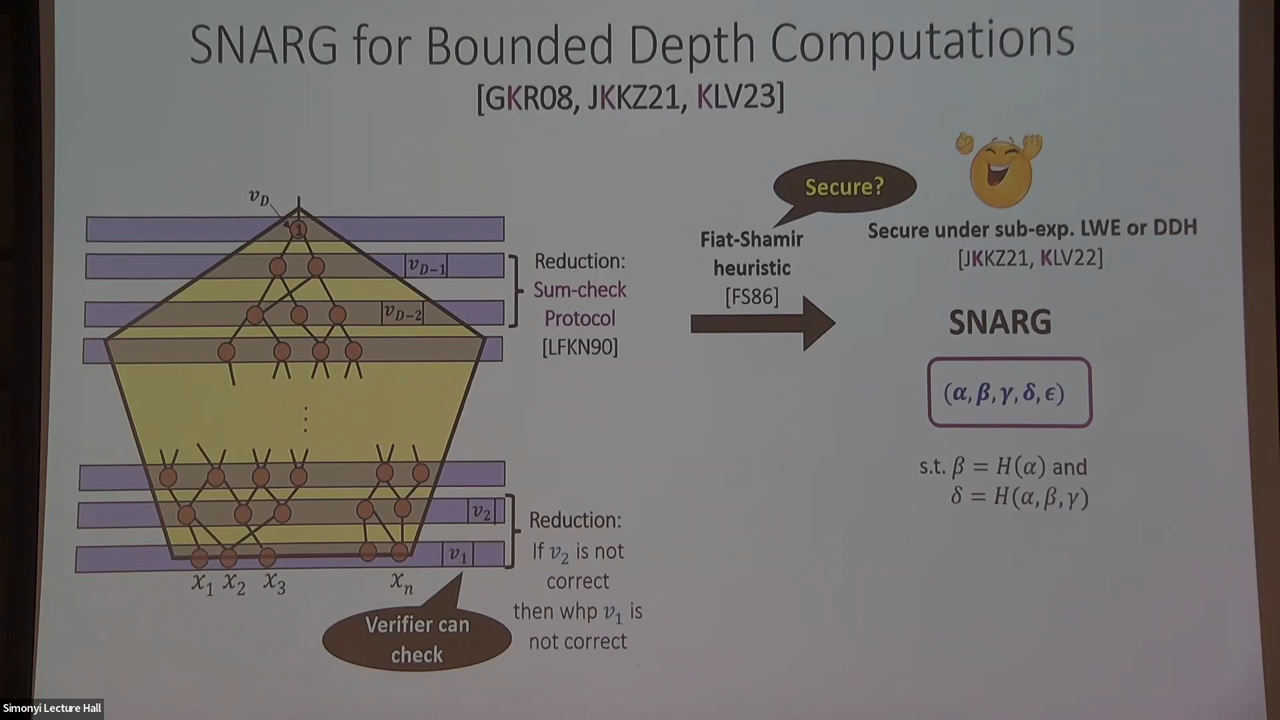 SNARG for Bounded Depth Computations
[GKR08, JKKZ21, KLV23]
v_D
1
v_{D−1}
v_{D−2}
Reduction:
Sum-check
Protocol
[LFKN90]
Secure?
Fiat-Shamir
heuristic
[FS86]
Secure under sub-exp. LWE or DDH
[JKKZ21, KLV22]
SNARG
(α, β, γ, δ, ϵ)
s.t. β = H(α) and
δ = H(α, β, γ)
⋮
v_2
v_1
Reduction:
If v_2 is not
correct
then whp v_1 is
not correct
x_1 x_2 x_3 x_n
Verifier can
check
Simonyi Lecture Hall